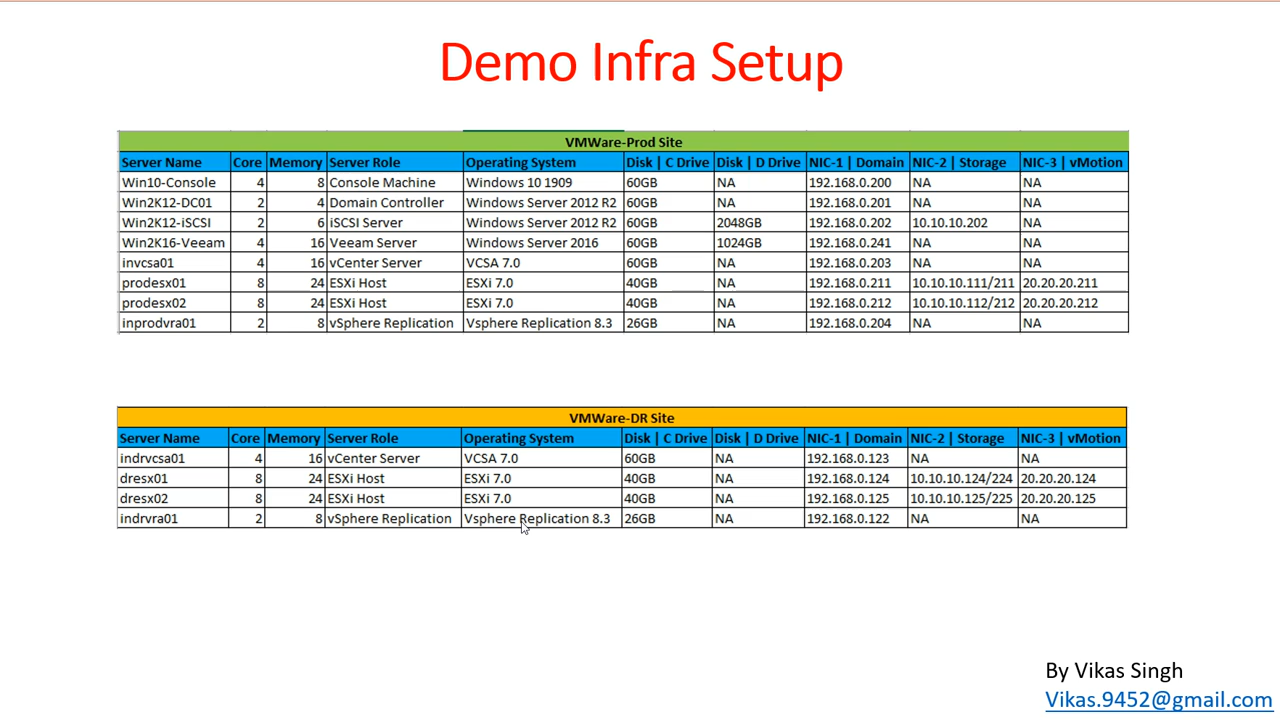 Demo Infra Setup
VMWare-Prod Site
Server Name Core Memory Server Role Operating System Disk | C Drive Disk | D Drive NIC-1 | Domain NIC-2 | Storage NIC-3 | vMotion
Win10-Console 4 8 Console Machine Windows 10 1909 60GB NA 192.168.0.200 NA NA
Win2K12-DC01 2 4 Domain Controller Windows Server 2012 R2 60GB NA 192.168.0.201 NA NA
Win2K12-iSCSI 2 6 iSCSI Server Windows Server 2012 R2 60GB 2048GB 192.168.0.202 10.10.10.202 NA
Win2K16-Veeam 4 16 Veeam Server Windows Server 2016 60GB 1024GB 192.168.0.241 NA NA
invcsa01 4 16 vCenter Server VCSA 7.0 60GB NA 192.168.0.203 NA NA
prodesx01 8 24 ESXi Host ESXi 7.0 40GB NA 192.168.0.211 10.10.10.111/211 20.20.20.211
prodesx02 8 24 ESXi Host ESXi 7.0 40GB NA 192.168.0.212 10.10.10.112/212 20.20.20.212
inprodvra01 2 8 vSphere Replication Vsphere Replication 8.3 26GB NA 192.168.0.204 NA NA
VMWare-DR Site
Server Name Core Memory Server Role Operating System Disk | C Drive Disk | D Drive NIC-1 | Domain NIC-2 | Storage NIC-3 | vMotion
indrvcsa01 4 16 vCenter Server VCSA 7.0 60GB NA 192.168.0.123 NA NA
dresx01 8 24 ESXi Host ESXi 7.0 40GB NA 192.168.0.124 10.10.10.124/224 20.20.20.124
dresx02 8 24 ESXi Host ESXi 7.0 40GB NA 192.168.0.125 10.10.10.125/225 20.20.20.125
indrvra01 2 8 vSphere Replication Vsphere Replication 8.3 26GB NA 192.168.0.122 NA NA
By Vikas Singh
Vikas.9452@gmail.com